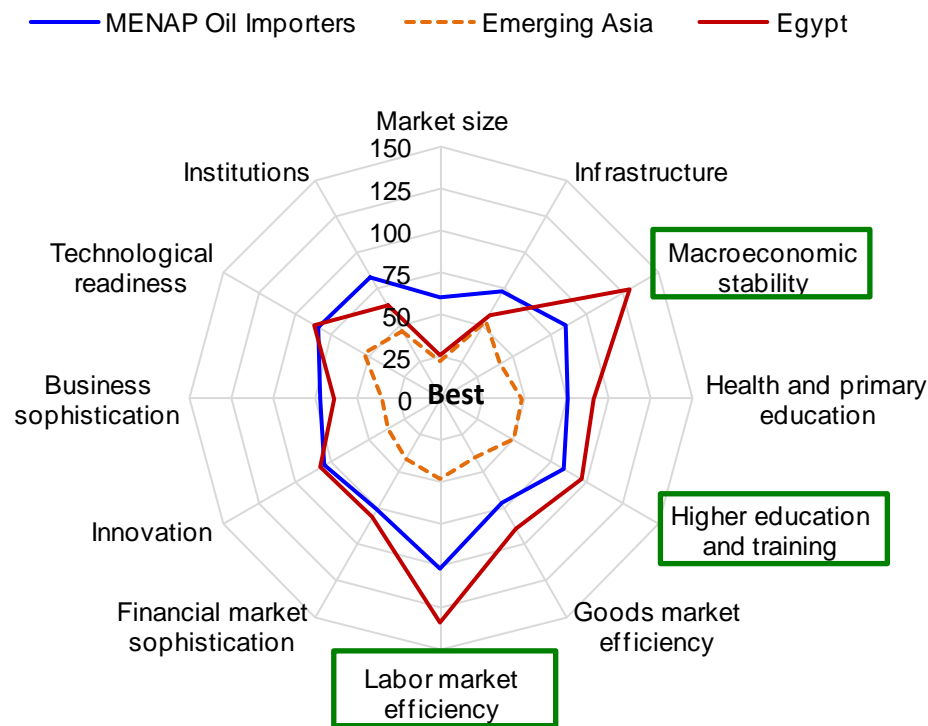 MENAP Oil Importers
Emerging Asia
Egypt
Market size
150
125
100
75
50
25
0
Best
Infrastructure
Macroeconomic
stability
Health and primary
education
Higher education
and training
Goods market
efficiency
Labor market
efficiency
Financial market
sophistication
Innovation
Business
sophistication
Technological
readiness
Institutions